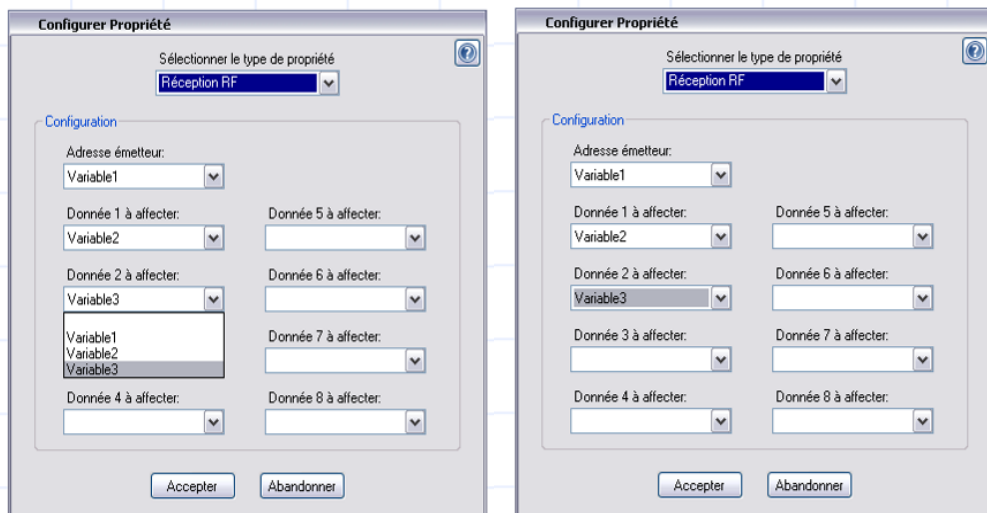 Configurer Propriété
Sélectionner le type de propriété
Réception RF
Configuration
Adresse émetteur:
Variable1
Donnée 1 à affecter: Donnée 5 à affecter:
Variable2
Donnée 2 à affecter: Donnée 6 à affecter:
Variable3
Variable1
Donnée 7 à affecter:
Variable2
Variable3
Donnée 4 à affecter: Donnée 8 à affecter:
Accepter Abandonner
Configurer Propriété
Sélectionner le type de propriété
Réception RF
Configuration
Adresse émetteur:
Variable1
Donnée 1 à affecter: Donnée 5 à affecter:
Variable2
Donnée 2 à affecter: Donnée 6 à affecter:
Variable3
Donnée 3 à affecter: Donnée 7 à affecter:
Donnée 4 à affecter: Donnée 8 à affecter:
Accepter Abandonner